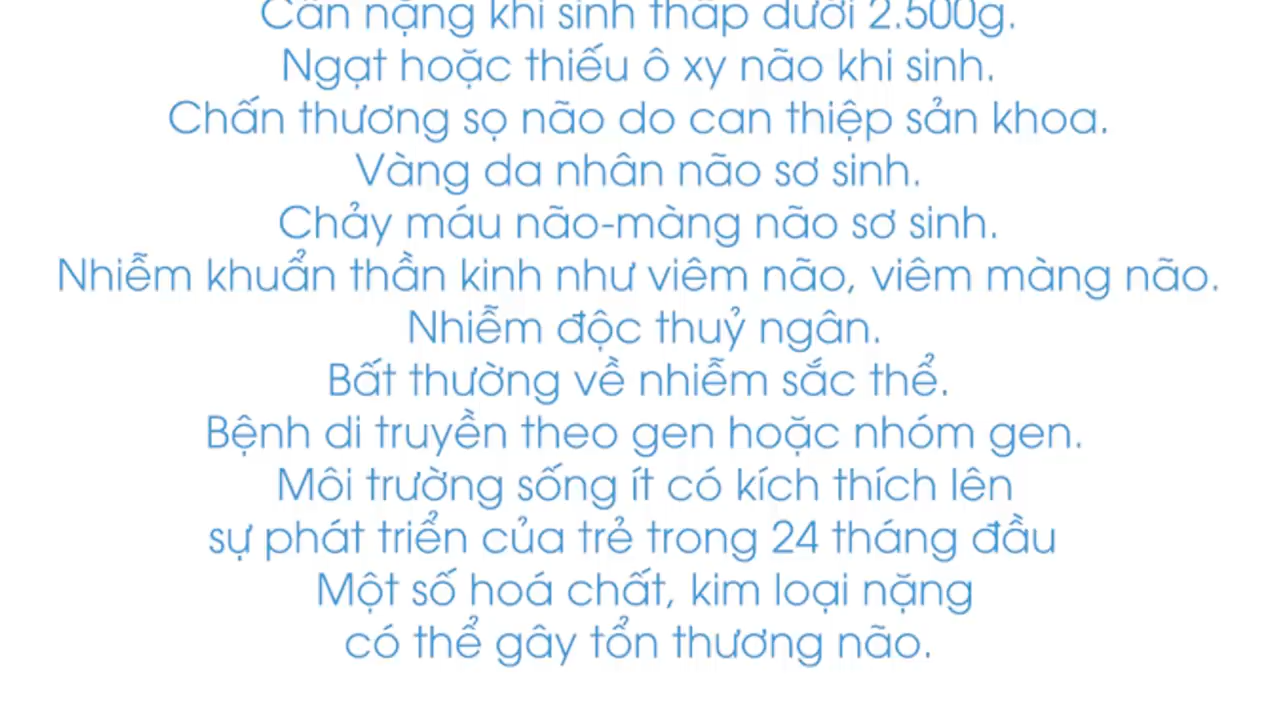 Cân nặng khi sinh thấp dưới 2.500g.
Ngạt hoặc thiếu ô xy não khi sinh.
Chấn thương sọ não do can thiệp sản khoa.
Vàng da nhân não sơ sinh.
Chảy máu não-màng não sơ sinh.
Nhiễm khuẩn thần kinh như viêm não, viêm màng não.
Nhiễm độc thuỷ ngân.
Bất thường về nhiễm sắc thể.
Bệnh di truyền theo gen hoặc nhóm gen.
Môi trường sống ít có kích thích lên
sự phát triển của trẻ trong 24 tháng đầu
Một số hoá chất, kim loại nặng
có thể gây tổn thương não.